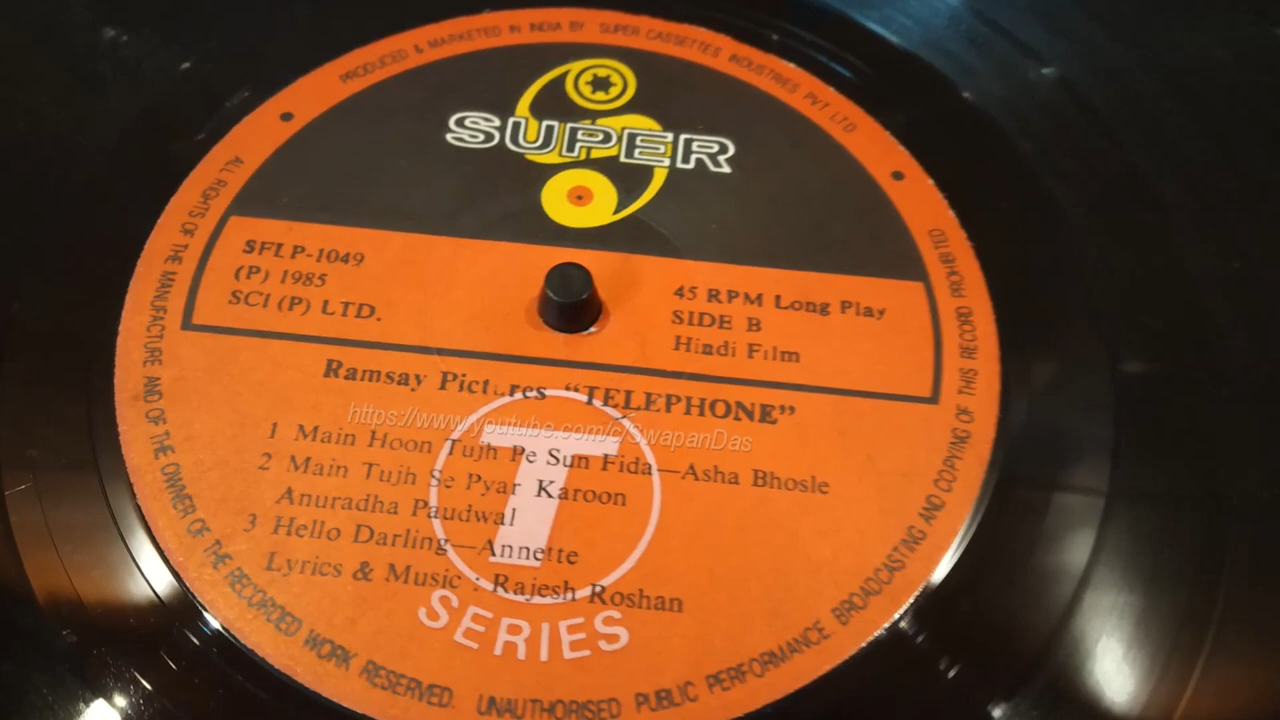 PRODUCED & MARKETED IN INDIA BY SUPER CASSETTES INDUSTRIES PVT LTD
SUPER
SFLP-1049
(P) 1985
SCI (P) LTD.
45 RPM Long Play
SIDE B
Hindi Film
Ramsay Pictures “TELEPHONE”
https://www.youtube.com/c/SwapanDas
1 Main Hoon Tujh Pe Sun Fida—Asha Bhosle
2 Main Tujh Se Pyar Karoon
Anuradha Paudwal
3 Hello Darling—Annette
Lyrics & Music : Rajesh Roshan
T
SERIES
ALL RIGHTS OF THE MANUFACTURE AND OF THE OWNER OF THE RECORDED WORK RESERVED. UNAUTHORISED PUBLIC PERFORMANCE BROADCASTING AND COPYING OF THIS RECORD PROHIBITED